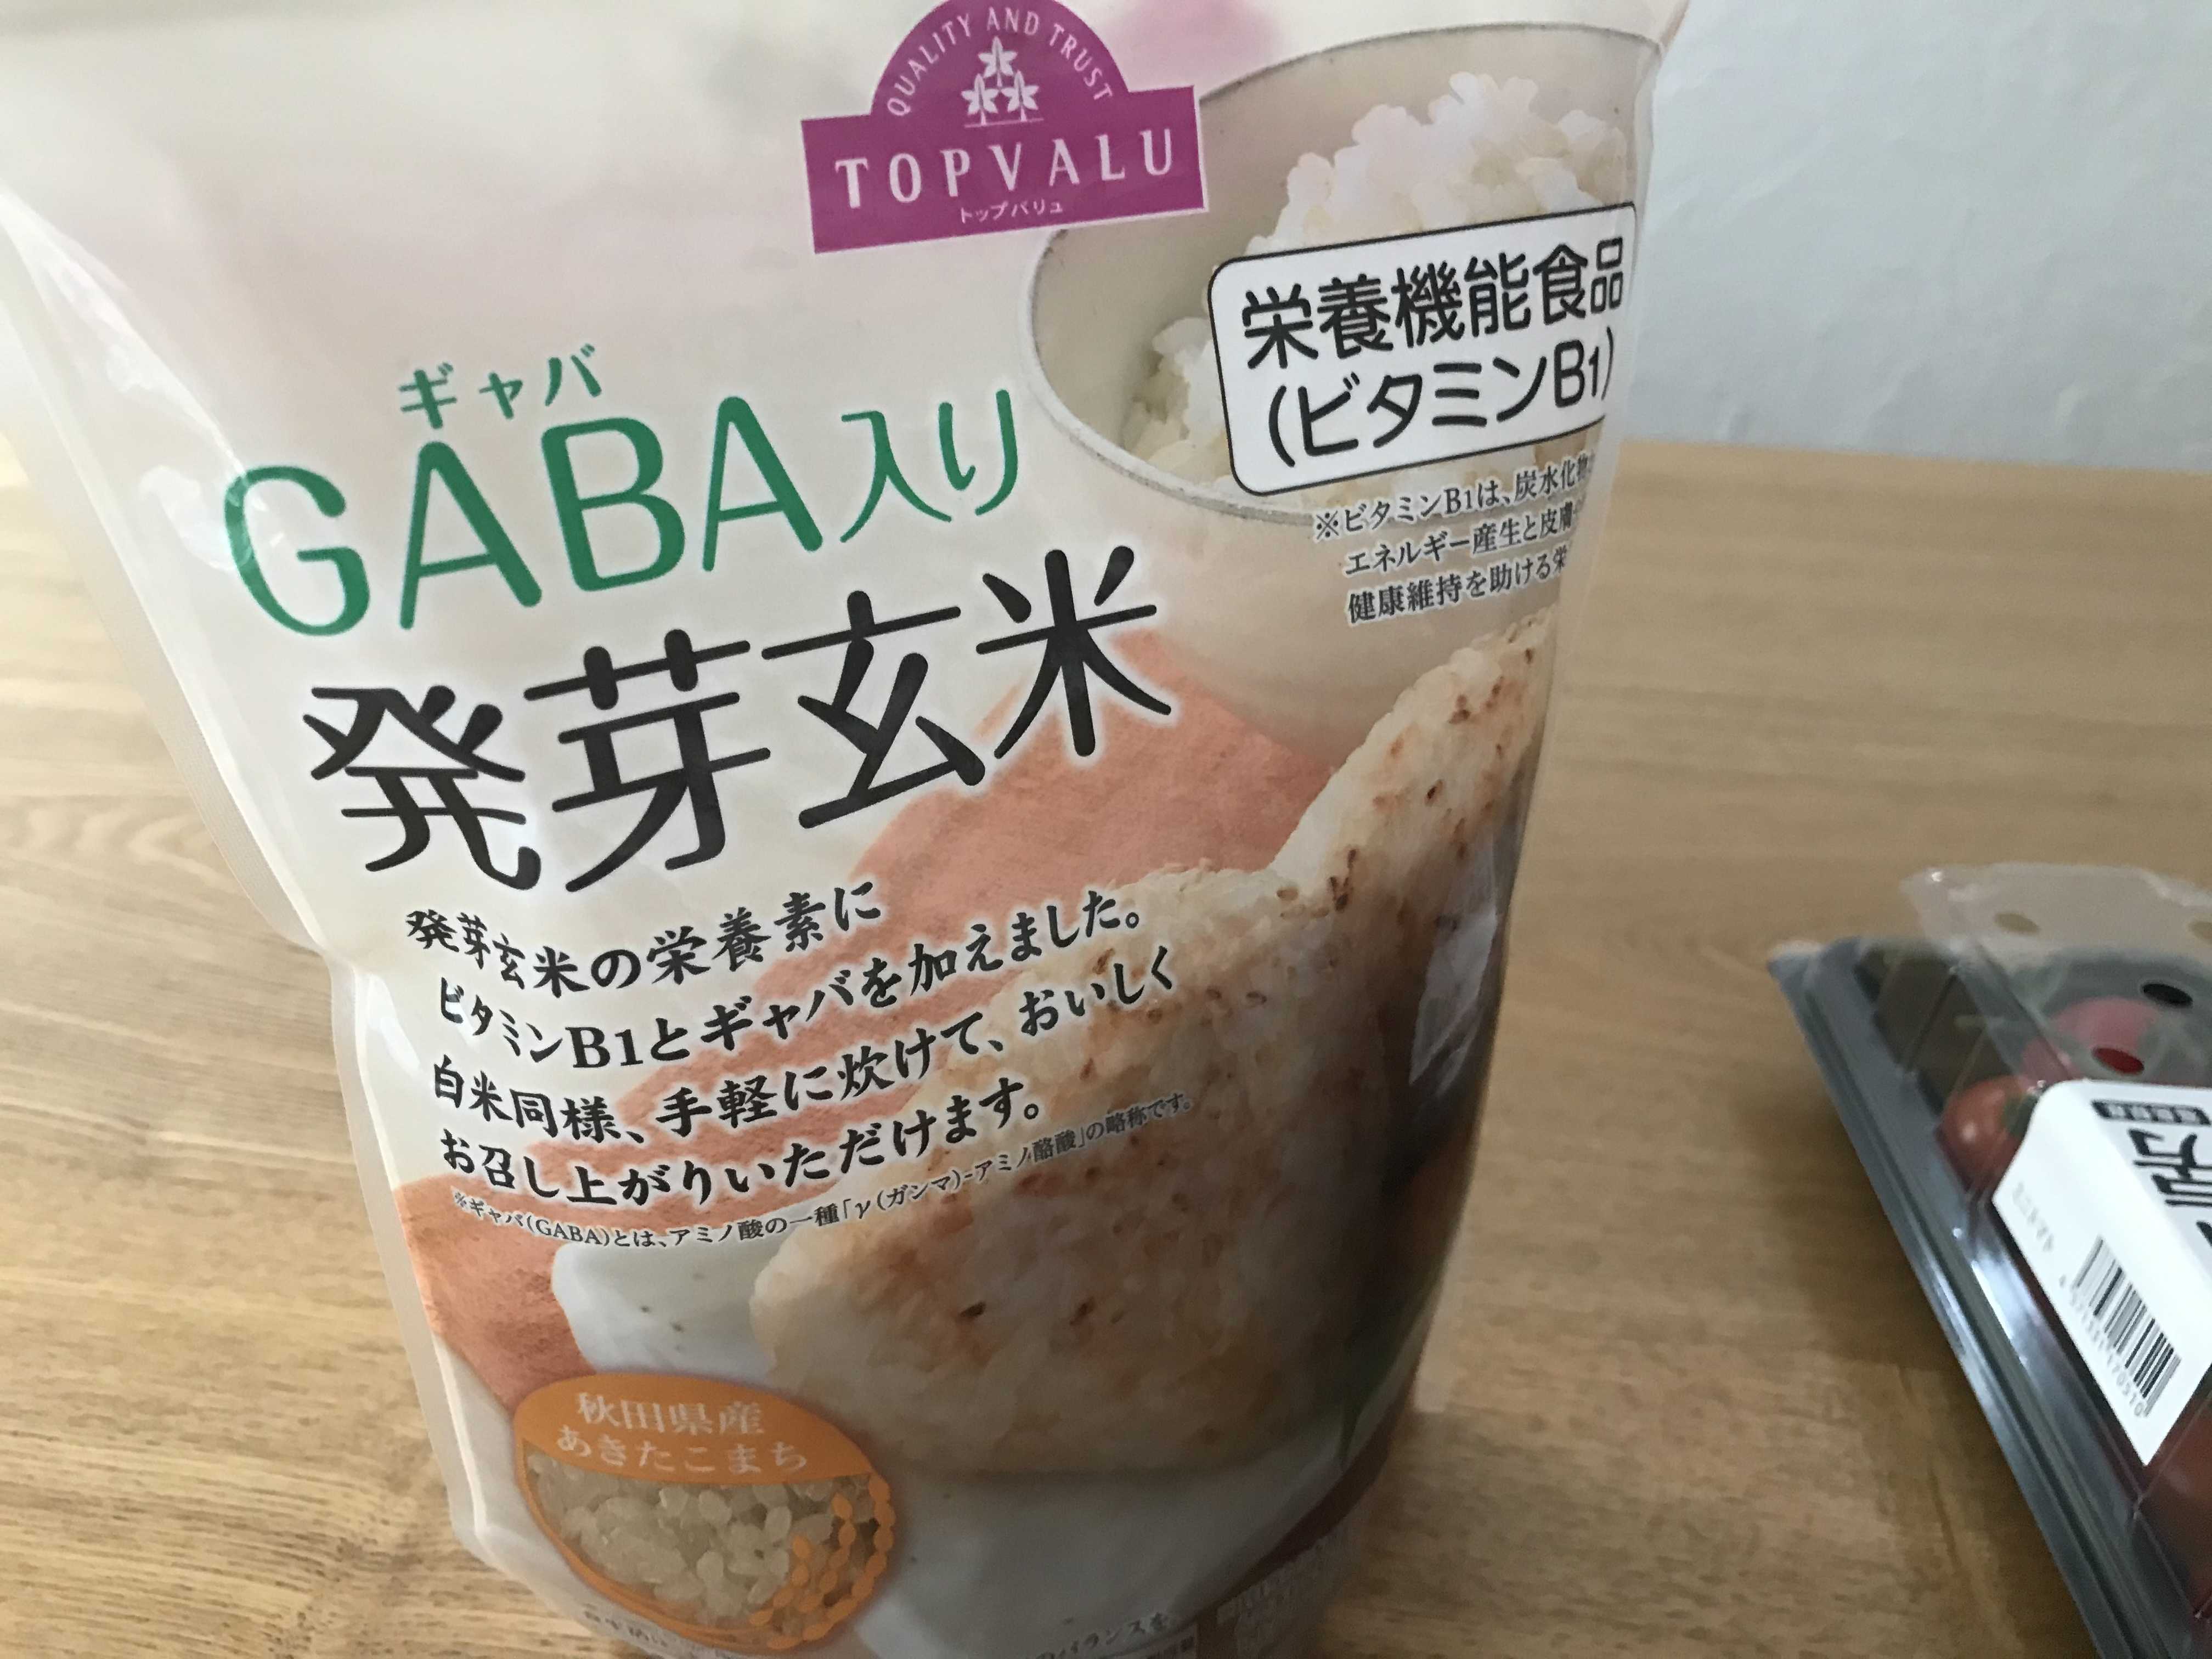 QUALITY AND TRUST
TOPVALU
トップバリュ
栄養機能食品
(ビタミンB1)
※ビタミンB1は、炭水化物
エネルギー産生と皮膚
健康維持を助ける栄
ギャバ
GABA入り
発芽玄米
発芽玄米の栄養素に
ビタミンB1とギャバを加えました。
白米同様、手軽に炊けて、おいしく
お召し上がりいただけます。
※ギャバ(GABA)とは、アミノ酸の一種「γ(ガンマ)-アミノ酪酸」の略称です。
秋田県産
あきたこまち
バランスを